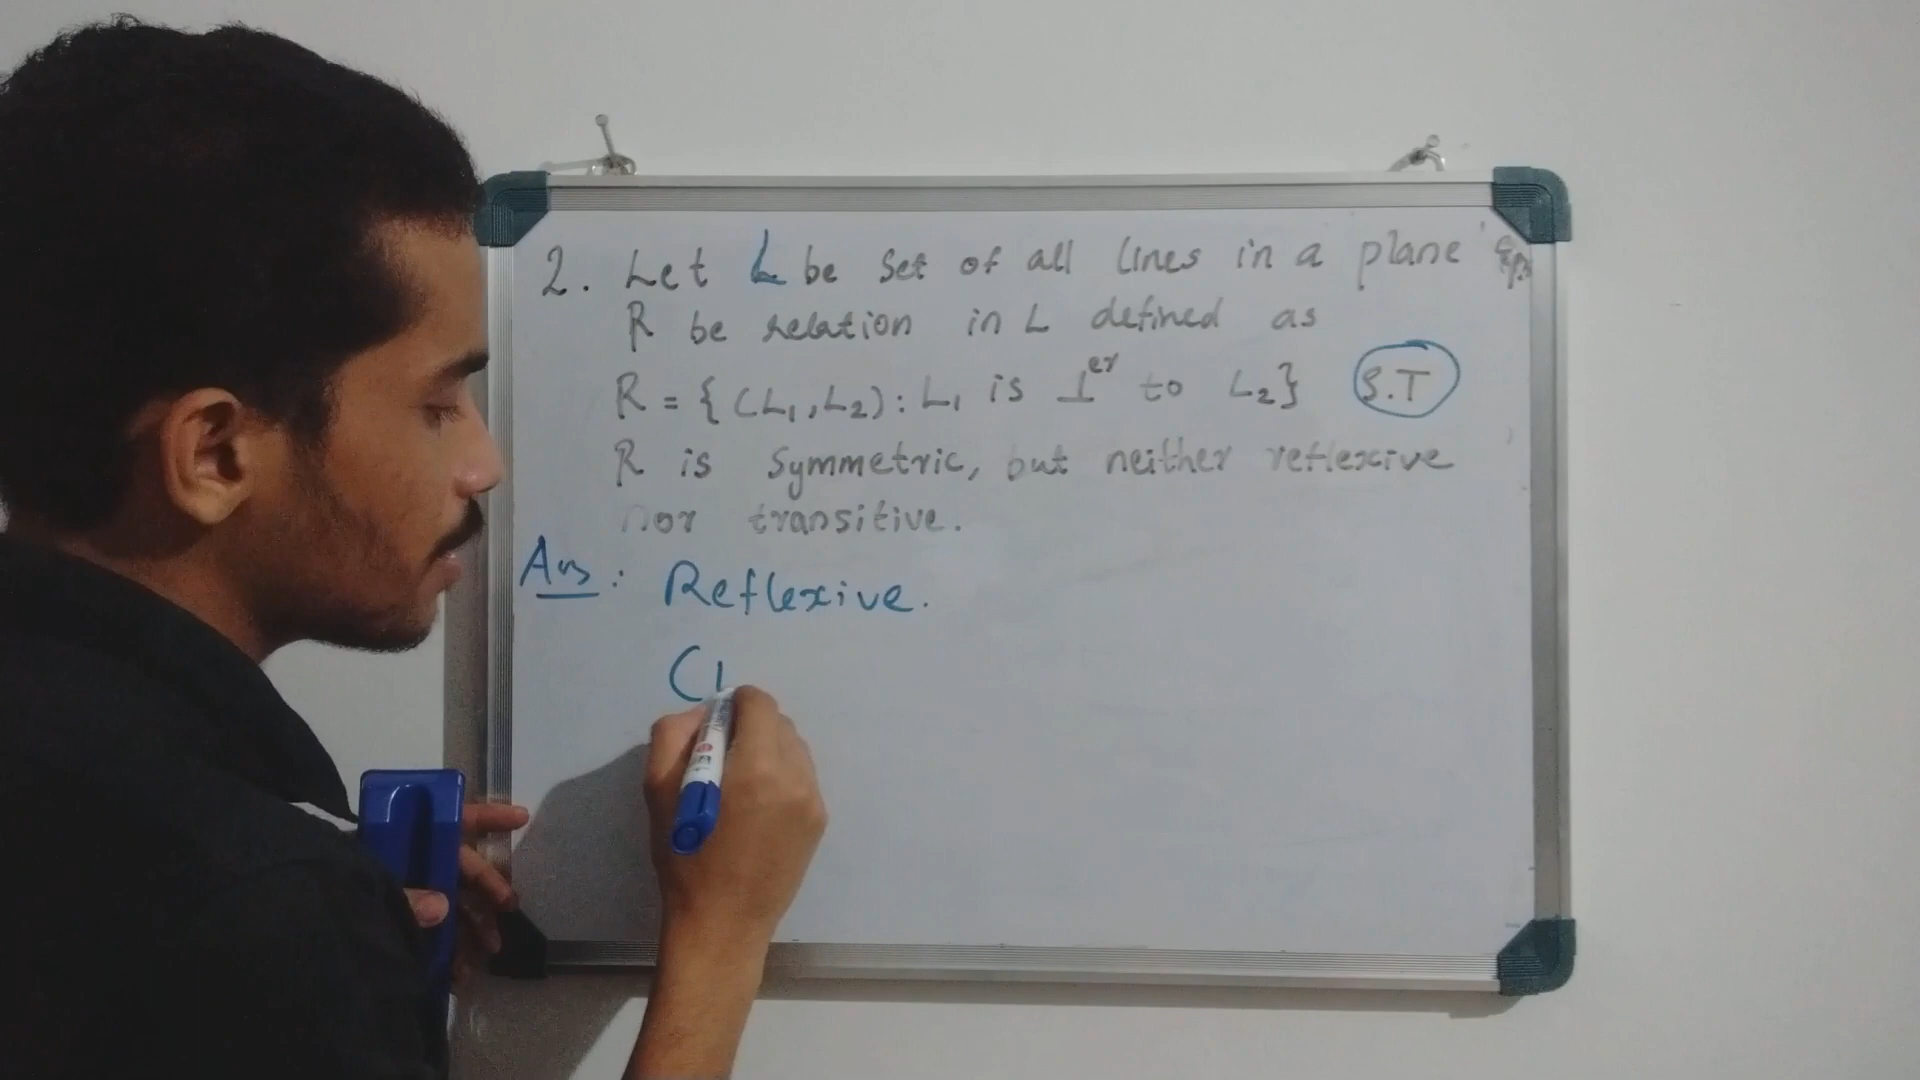 2. Let L be set of all lines in a plane &
R be relation in L defined as
R = { (L₁, L₂) : L₁ is ⊥er to L₂} S.T
R is symmetric, but neither reflexive
nor transitive.
Ans : Reflexive.
(L